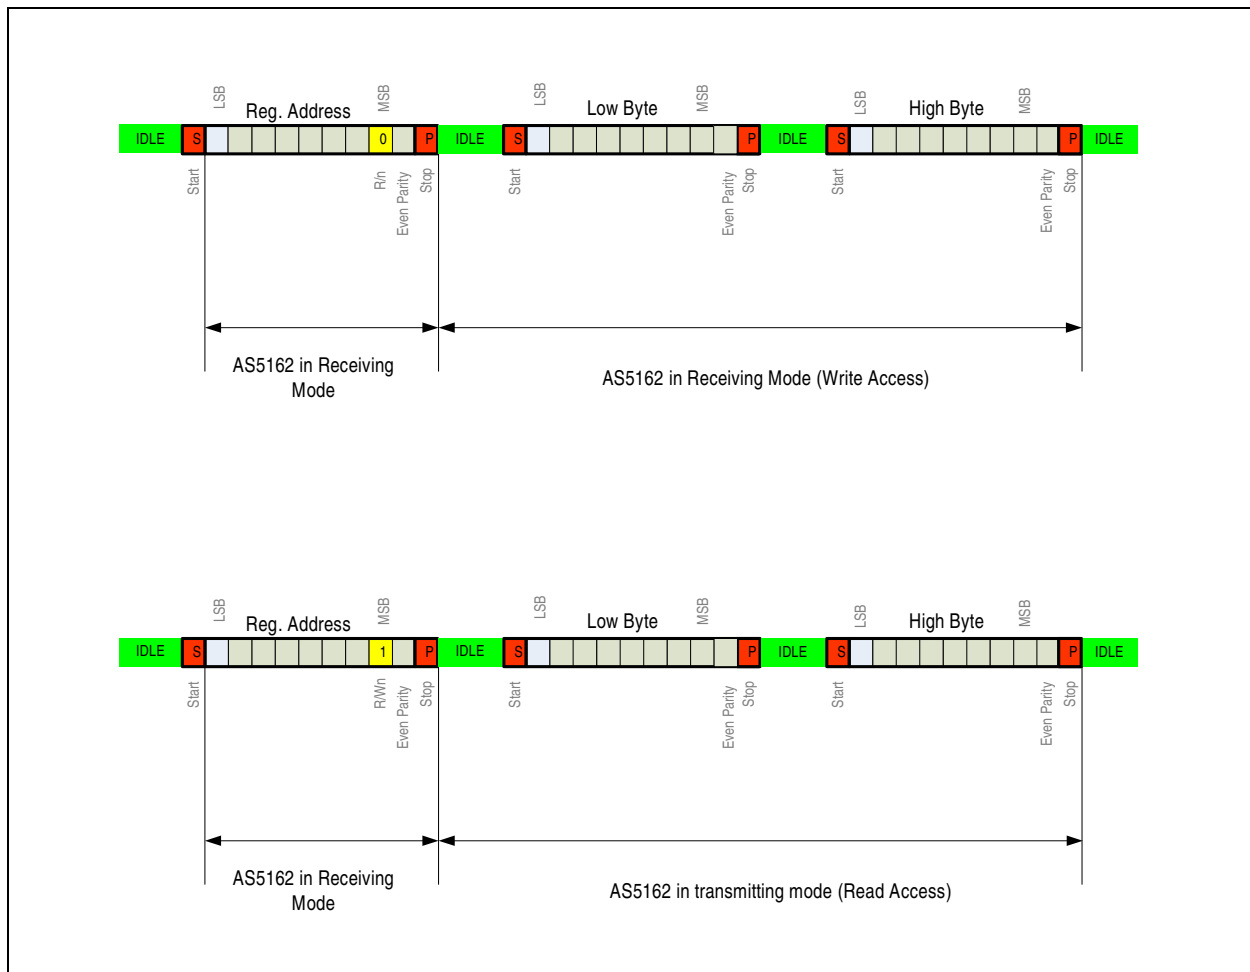 LSB
Reg. Address
MSB
LSB
Low Byte
MSB
LSB
High Byte
MSB
IDLE
S
0
P
IDLE
S
P
IDLE
S
P
IDLE
Start
R/n
Even Parity
Stop
Start
Even Parity
Stop
Start
Even Parity
Stop
AS5162 in Receiving
Mode
AS5162 in Receiving Mode (Write Access)
LSB
Reg. Address
MSB
LSB
Low Byte
MSB
LSB
High Byte
MSB
IDLE
S
1
P
IDLE
S
P
IDLE
S
P
IDLE
Start
R/Wn
Even Parity
Stop
Start
Even Parity
Stop
Start
Even Parity
Stop
AS5162 in Receiving
Mode
AS5162 in transmitting mode (Read Access)